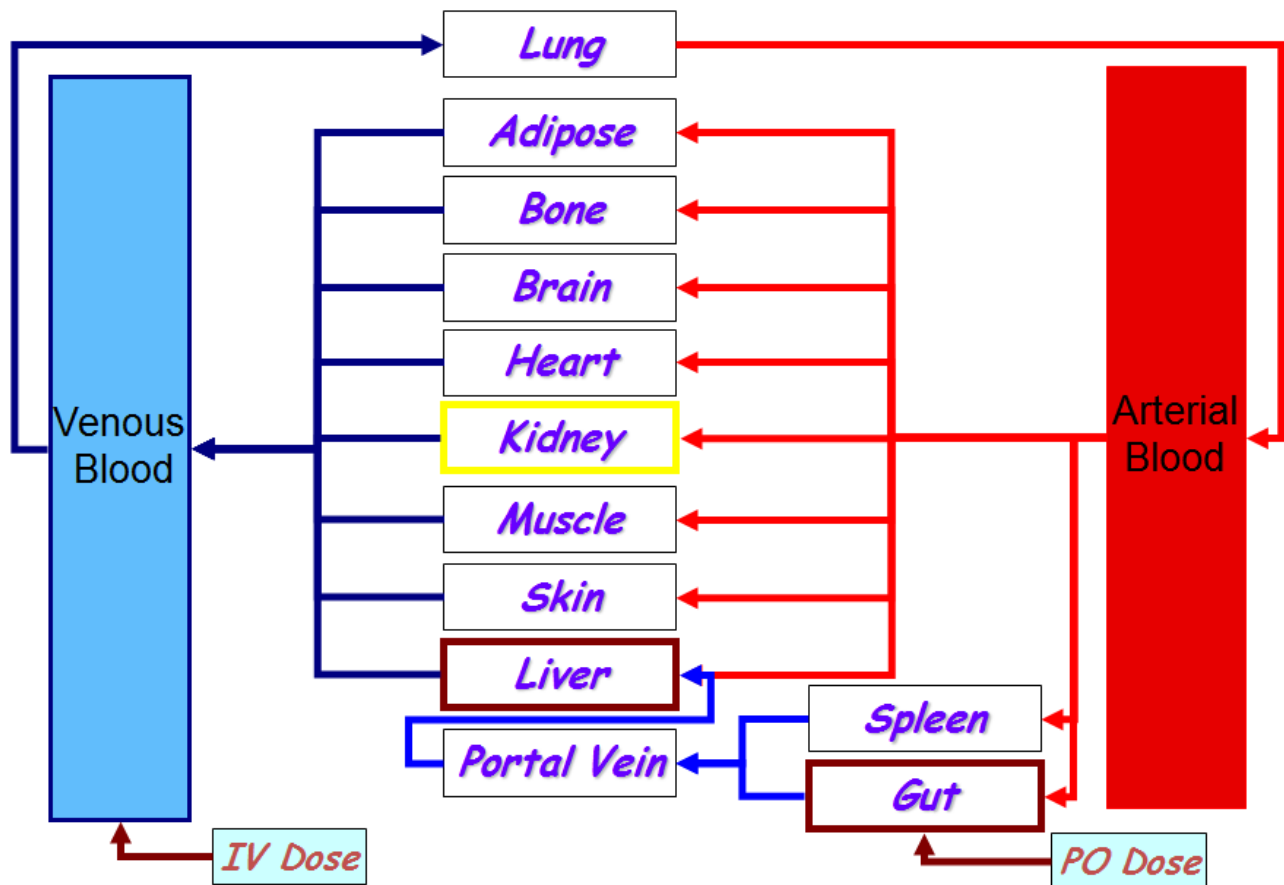 Lung
Adipose
Bone
Brain
Heart
Venous
Blood
Arterial
Blood
Kidney
Muscle
Skin
Liver
Spleen
Portal Vein
Gut
IV Dose
PO Dose